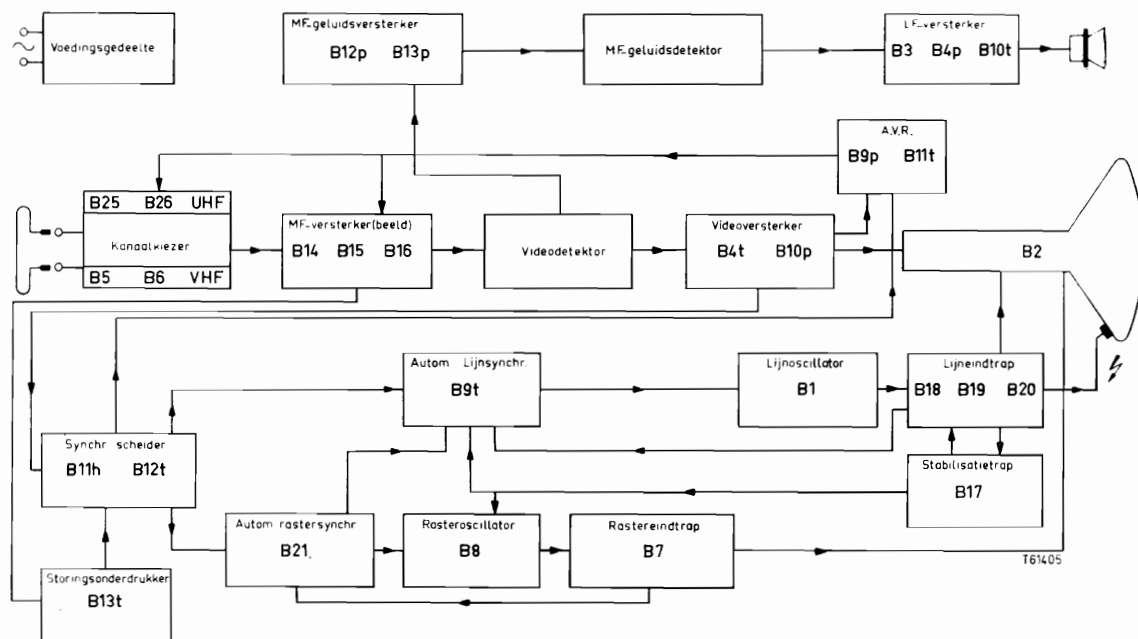 Voedingsgedeelte
MF-geluidsversterker
B12p B13p
MF-geluidsdetektor
LF-versterker
B3 B4p B10t
A.V.R.
B9p B11t
B25 B26 UHF
Kanaalkiezer
B5 B6 VHF
MF-versterker(beeld)
B14 B15 B16
Videodetektor
Videoversterker
B4t B10p
B2
Autom Lijnsynchr.
B9t
Lijnoscillator
B1
Lijneindtrap
B18 B19 B20
Synchr scheider
B11h B12t
Stabilisatietrap
B17
Autom rastersynchr.
B21.
Rasteroscillator
B8
Rastereindtrap
B7
T61405
Storingsonderdrukker
B13t